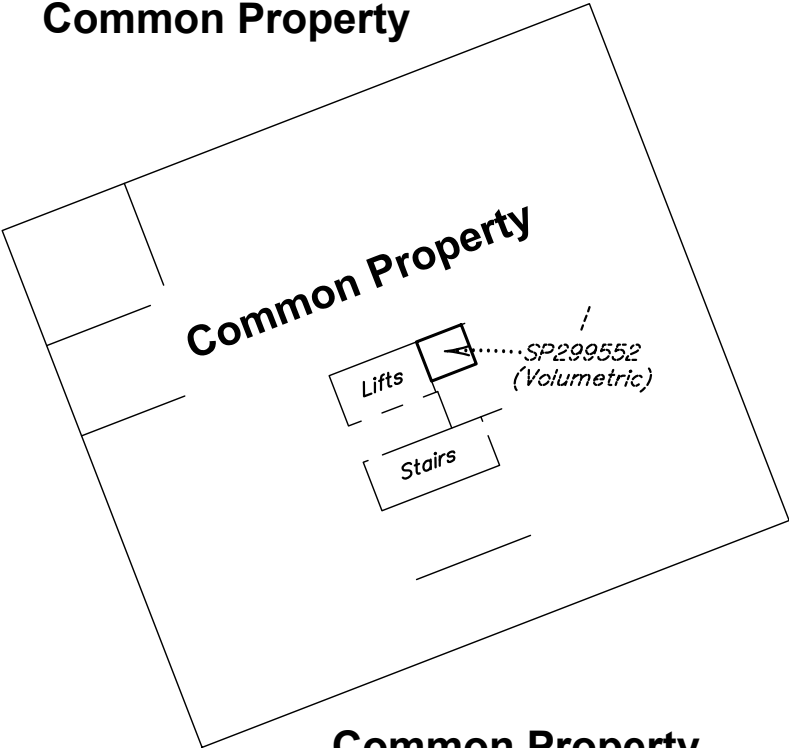 Common Property
Common Property
SP299552
(Volumetric)
Lifts
Stairs
Common Property